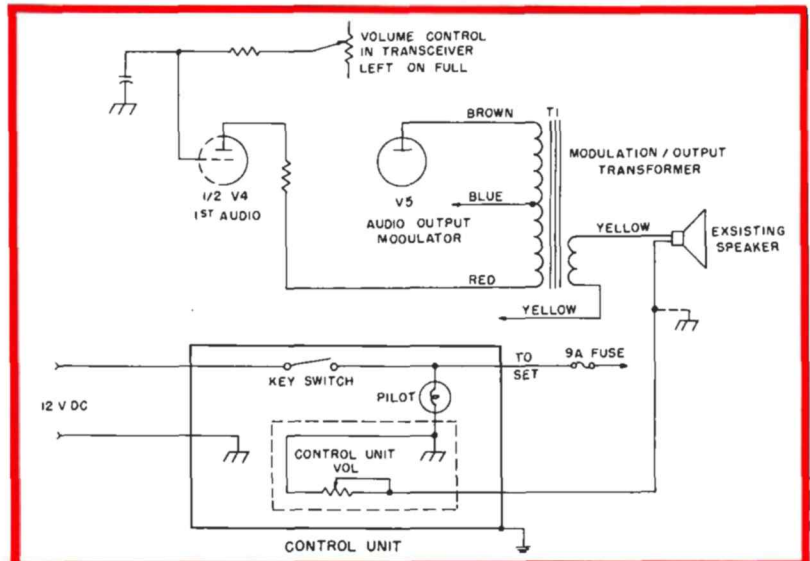 VOLUME CONTROL
IN TRANSCEIVER
LEFT ON FULL
BROWN
T1
MODULATION / OUTPUT
TRANSFORMER
1/2 V4
1ST AUDIO
V5
AUDIO OUTPUT
MODULATOR
BLUE
YELLOW
EXSISTING
SPEAKER
RED
YELLOW
KEY SWITCH
TO
SET
9A FUSE
PILOT
12 V DC
CONTROL UNIT
VOL
CONTROL UNIT